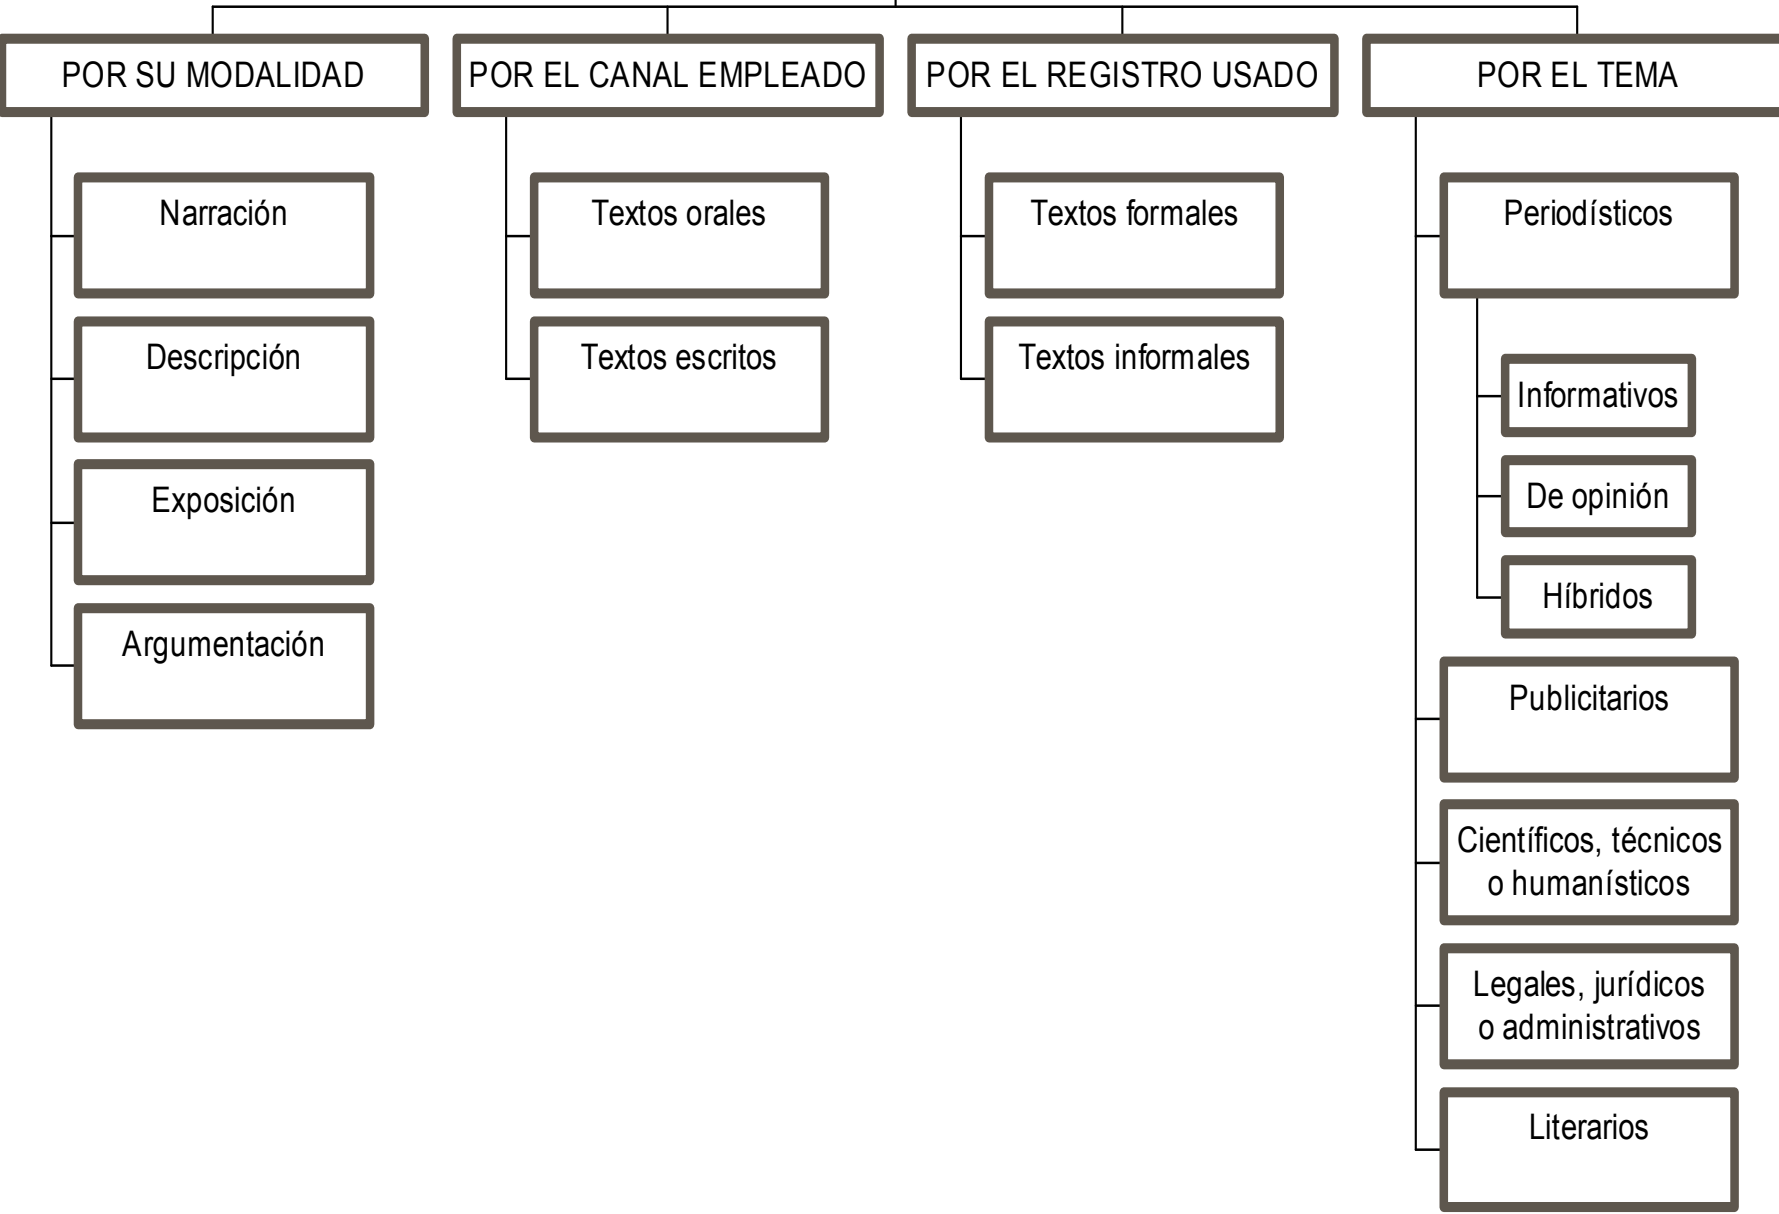 POR SU MODALIDAD
Narración
Descripción
Exposición
Argumentación
POR EL CANAL EMPLEADO
Textos orales
Textos escritos
POR EL REGISTRO USADO
Textos formales
Textos informales
POR EL TEMA
Periodísticos
Informativos
De opinión
Híbridos
Publicitarios
Científicos, técnicos
o humanísticos
Legales, jurídicos
o administrativos
Literarios